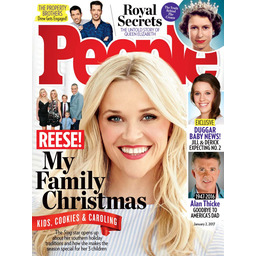 THE PROPERTY
BROTHERS
Drew Gets Engaged!
Royal
Secrets
THE UNTOLD STORY OF
QUEEN ELIZABETH
People
EXCLUSIVE
DUGGAR
BABY NEWS!
JILL & DERICK
EXPECTING NO. 2
REESE!
My
Family
Christmas
KIDS, COOKIES & CAROLING
The Sing star opens up
about her southern holiday
traditions and how she makes the
season special for her 3 children!
1947-2016
Alan Thicke
GOODBYE TO
AMERICA'S DAD
January 2, 2017